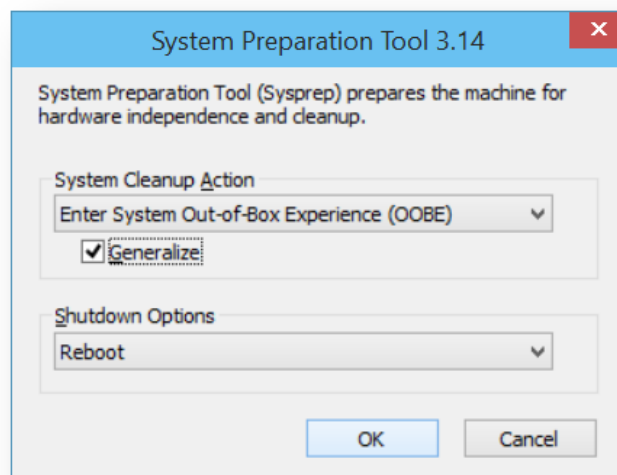 System Preparation Tool 3.14
System Preparation Tool (Sysprep) prepares the machine for
hardware independence and cleanup.
System Cleanup Action
Enter System Out-of-Box Experience (OOBE)
Generalize
Shutdown Options
Reboot
OK
Cancel